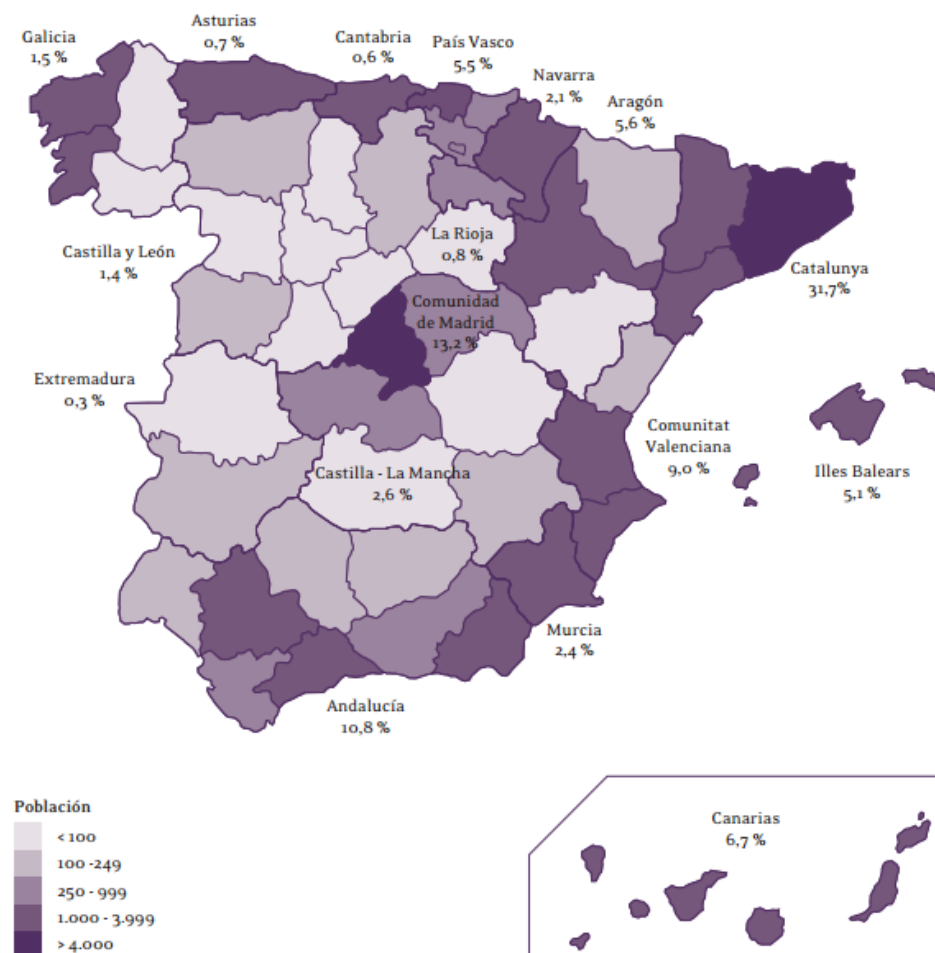 Galicia
1,5 %
Asturias
0,7 %
Cantabria
0,6 %
País Vasco
5,5 %
Navarra
2,1 %
Aragón
5,6 %
Castilla y León
1,4 %
La Rioja
0,8 %
Catalunya
31,7%
Comunidad
de Madrid
13,2 %
Extremadura
0,3 %
Comunitat
Valenciana
9,0 %
Illes Balears
5,1 %
Castilla - La Mancha
2,6 %
Murcia
2,4 %
Andalucía
10,8 %
Población
< 100
100 -249
250 - 999
1.000 - 3.999
> 4.000
Canarias
6,7 %